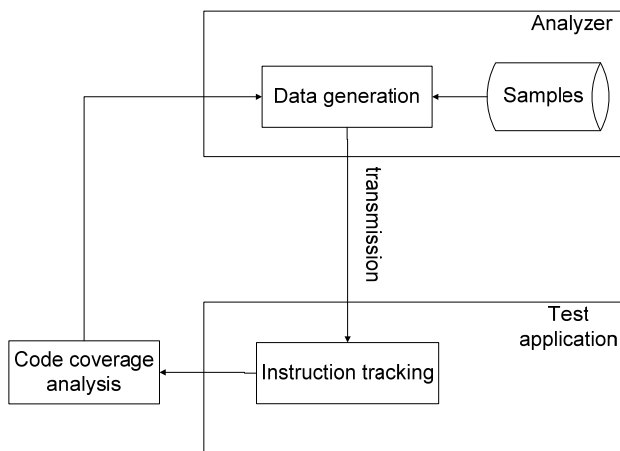 Analyzer
Data generation
Samples
transmission
Test
application
Code coverage
analysis
Instruction tracking